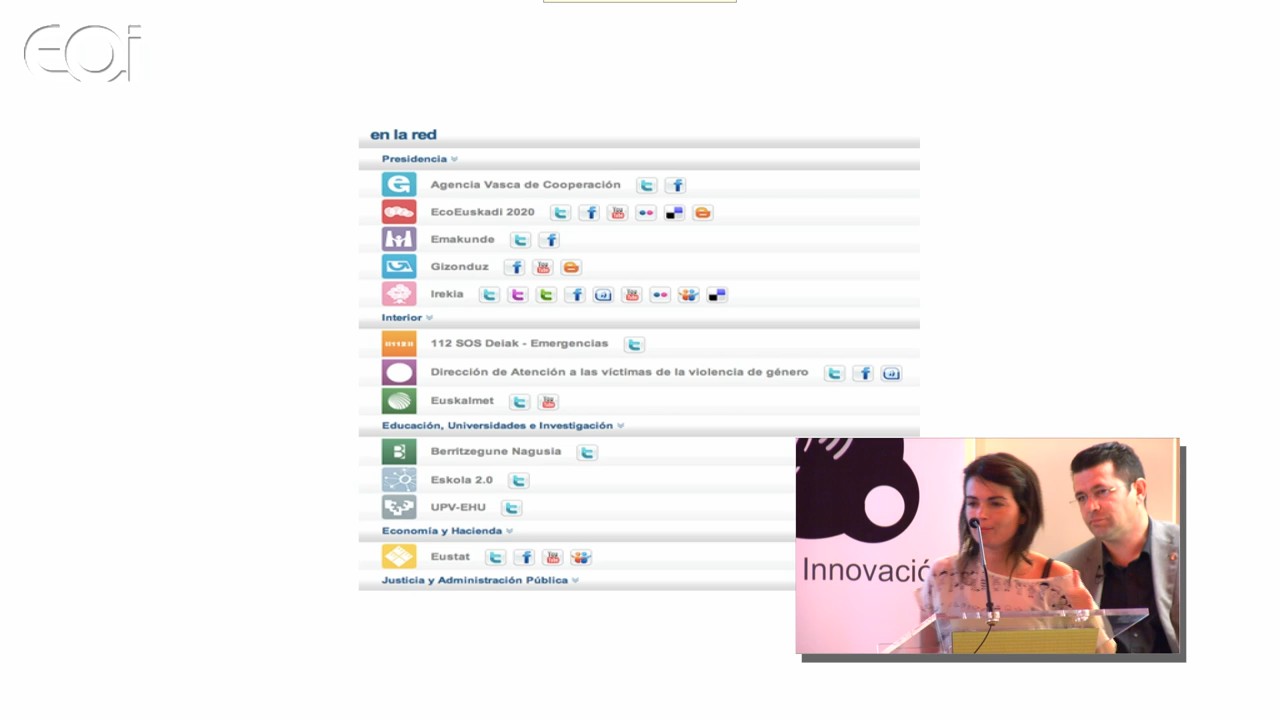 eoi
en la red
Presidencia
Agencia Vasca de Cooperación
EcoEuskadi 2020
Emakunde
Gizonduz
Irekia
Interior
112 SOS Deiak - Emergencias
Dirección de Atención a las víctimas de la violencia de género
Euskalmet
Educación, Universidades e Investigación
Berritzegune Nagusia
Eskola 2.0
UPV-EHU
Economía y Hacienda
Eustat
Justicia y Administración Pública
Innovació